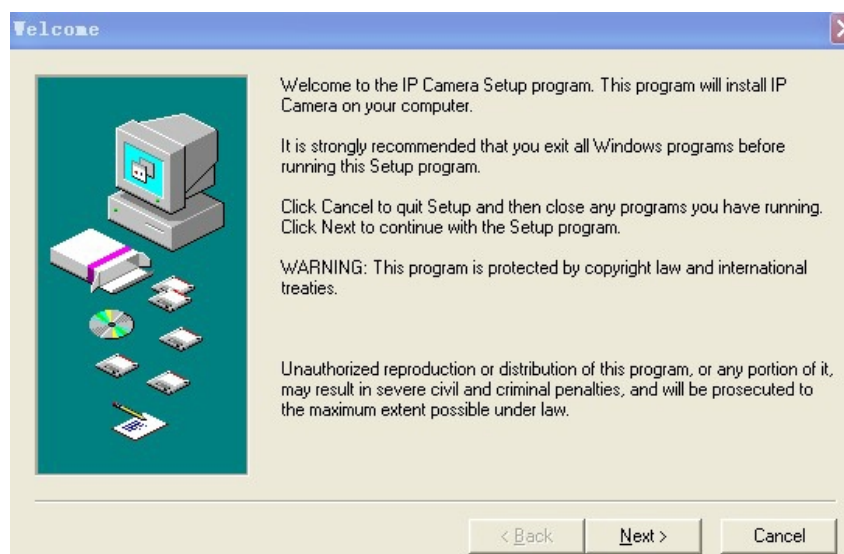 Welcome
Welcome to the IP Camera Setup program. This program will install IP
Camera on your computer.
It is strongly recommended that you exit all Windows programs before
running this Setup program.
Click Cancel to quit Setup and then close any programs you have running.
Click Next to continue with the Setup program.
WARNING: This program is protected by copyright law and international
treaties.
Unauthorized reproduction or distribution of this program, or any portion of it,
may result in severe civil and criminal penalties, and will be prosecuted to
the maximum extent possible under law.
< Back Next > Cancel